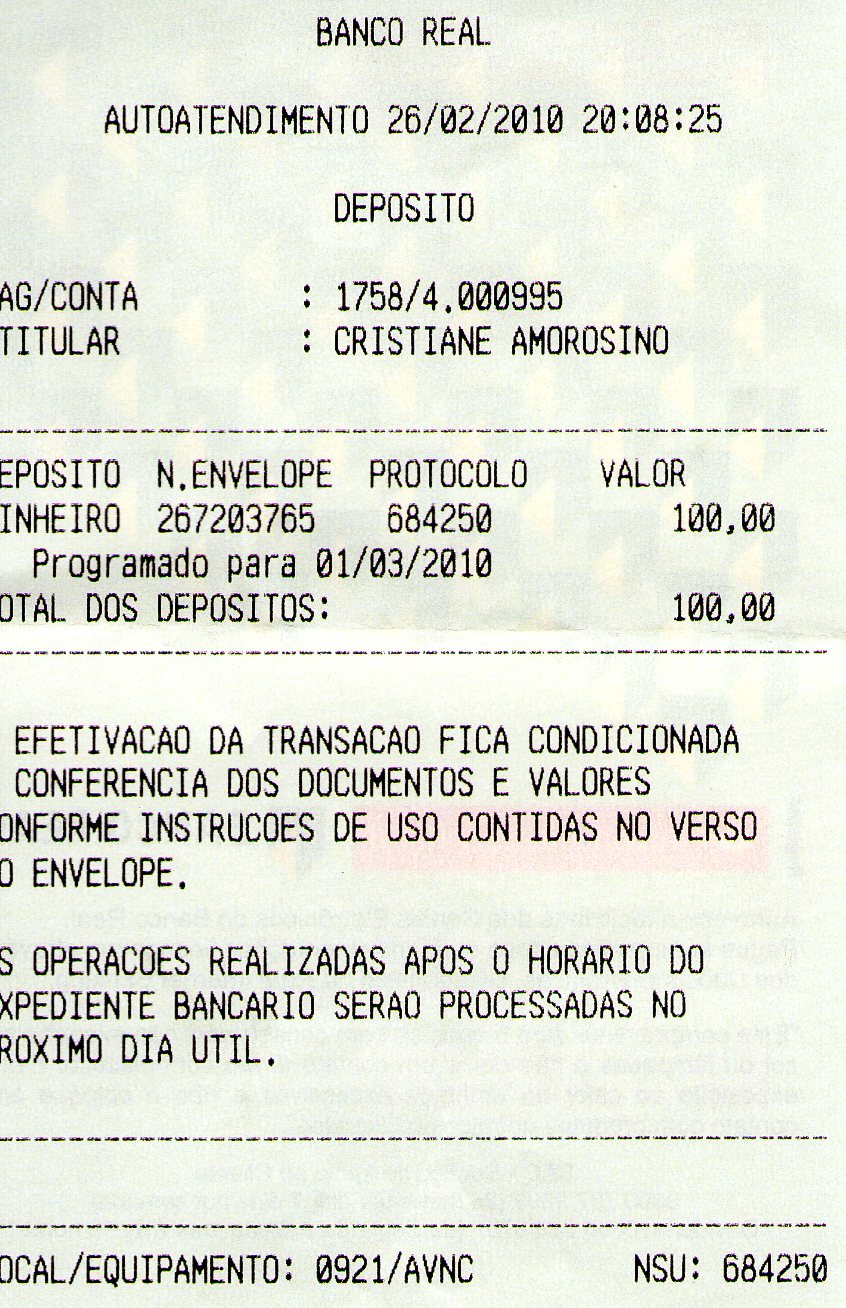 BANCO REAL
AUTOATENDIMENTO 26/02/2010 20:08:25
DEPOSITO
AG/CONTA : 1758/4.000995
TITULAR : CRISTIANE AMOROSINO
EPOSITO N.ENVELOPE PROTOCOLO VALOR
INHEIRO 267203765 684250 100,00
Programado para 01/03/2010
OTAL DOS DEPOSITOS: 100,00
EFETIVACAO DA TRANSACAO FICA CONDICIONADA
CONFERENCIA DOS DOCUMENTOS E VALORES
ONFORME INSTRUCOES DE USO CONTIDAS NO VERSO
O ENVELOPE.
S OPERACOES REALIZADAS APOS O HORARIO DO
XPEDIENTE BANCARIO SERAO PROCESSADAS NO
ROXIMO DIA UTIL.
OCAL/EQUIPAMENTO: 0921/AVNC NSU: 684250